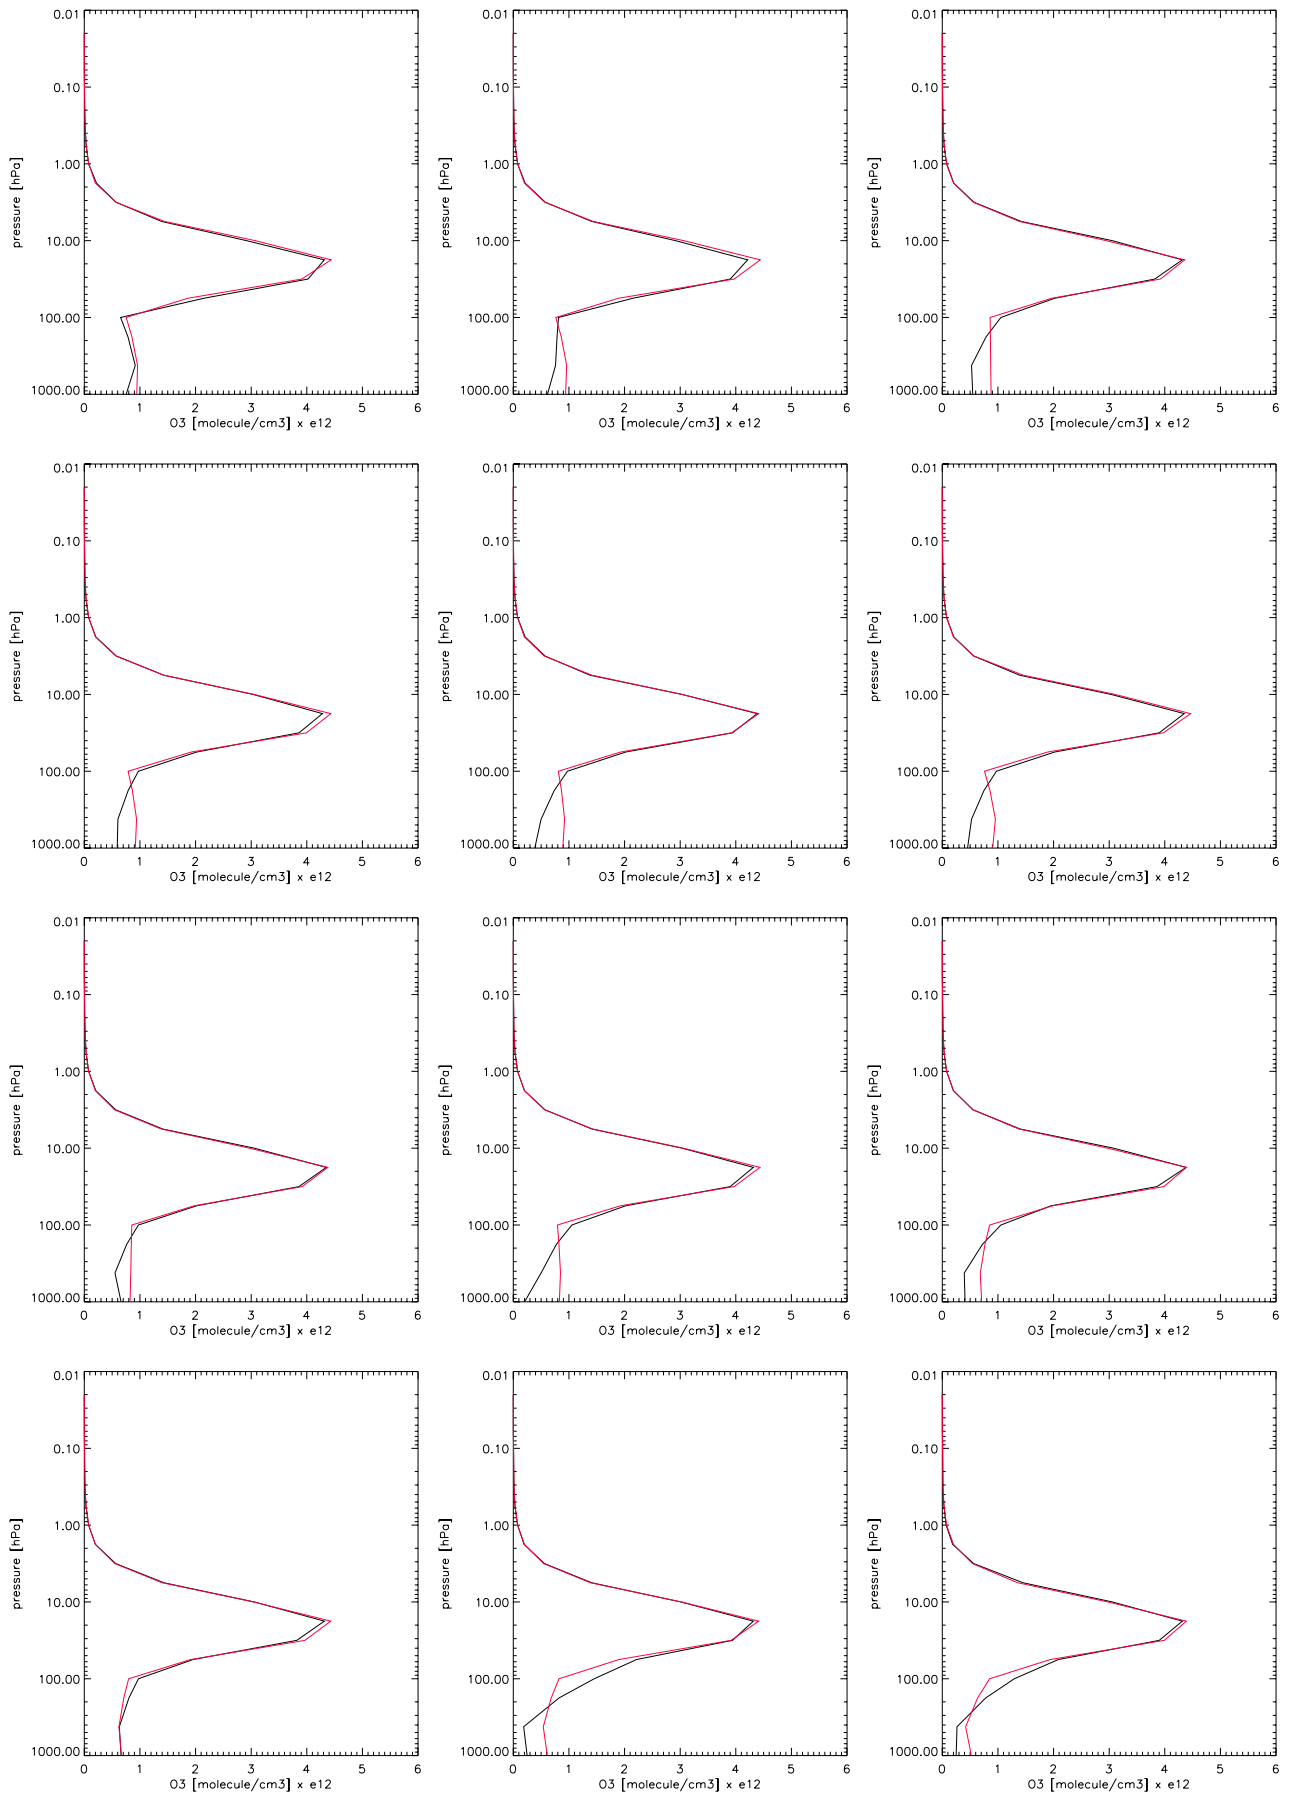 0.01 0.01 0.01
0.10 0.10 0.10
pressure [hPa] pressure [hPa] pressure [hPa]
1.00 1.00 1.00
10.00 10.00 10.00
100.00 100.00 100.00
1000.00 1000.00 1000.00
0 1 2 3 4 5 6 0 1 2 3 4 5 6 0 1 2 3 4 5 6
O3 [molecule/cm3] x e12 O3 [molecule/cm3] x e12 O3 [molecule/cm3] x e12
0.01 0.01 0.01
0.10 0.10 0.10
pressure [hPa] pressure [hPa] pressure [hPa]
1.00 1.00 1.00
10.00 10.00 10.00
100.00 100.00 100.00
1000.00 1000.00 1000.00
0 1 2 3 4 5 6 0 1 2 3 4 5 6 0 1 2 3 4 5 6
O3 [molecule/cm3] x e12 O3 [molecule/cm3] x e12 O3 [molecule/cm3] x e12
0.01 0.01 0.01
0.10 0.10 0.10
pressure [hPa] pressure [hPa] pressure [hPa]
1.00 1.00 1.00
10.00 10.00 10.00
100.00 100.00 100.00
1000.00 1000.00 1000.00
0 1 2 3 4 5 6 0 1 2 3 4 5 6 0 1 2 3 4 5 6
O3 [molecule/cm3] x e12 O3 [molecule/cm3] x e12 O3 [molecule/cm3] x e12
0.01 0.01 0.01
0.10 0.10 0.10
pressure [hPa] pressure [hPa] pressure [hPa]
1.00 1.00 1.00
10.00 10.00 10.00
100.00 100.00 100.00
1000.00 1000.00 1000.00
0 1 2 3 4 5 6 0 1 2 3 4 5 6 0 1 2 3 4 5 6
O3 [molecule/cm3] x e12 O3 [molecule/cm3] x e12 O3 [molecule/cm3] x e12